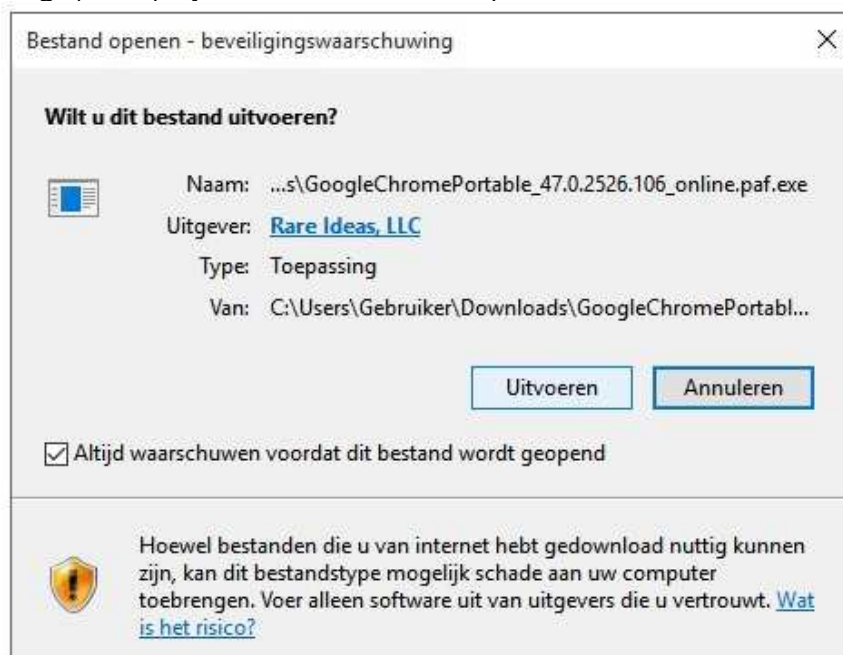 Bestand openen - beveiligingswaarschuwing
Wilt u dit bestand uitvoeren?
Naam: ...s\GoogleChromePortable_47.0.2526.106_online.paf.exe
Uitgever: Rare Ideas, LLC
Type: Toepassing
Van: C:\Users\Gebruiker\Downloads\GoogleChromePortabl...
Uitvoeren Annuleren
Altijd waarschuwen voordat dit bestand wordt geopend
Hoewel bestanden die u van internet hebt gedownload nuttig kunnen
zijn, kan dit bestandstype mogelijk schade aan uw computer
toebrengen. Voer alleen software uit van uitgevers die u vertrouwt. Wat
is het risico?